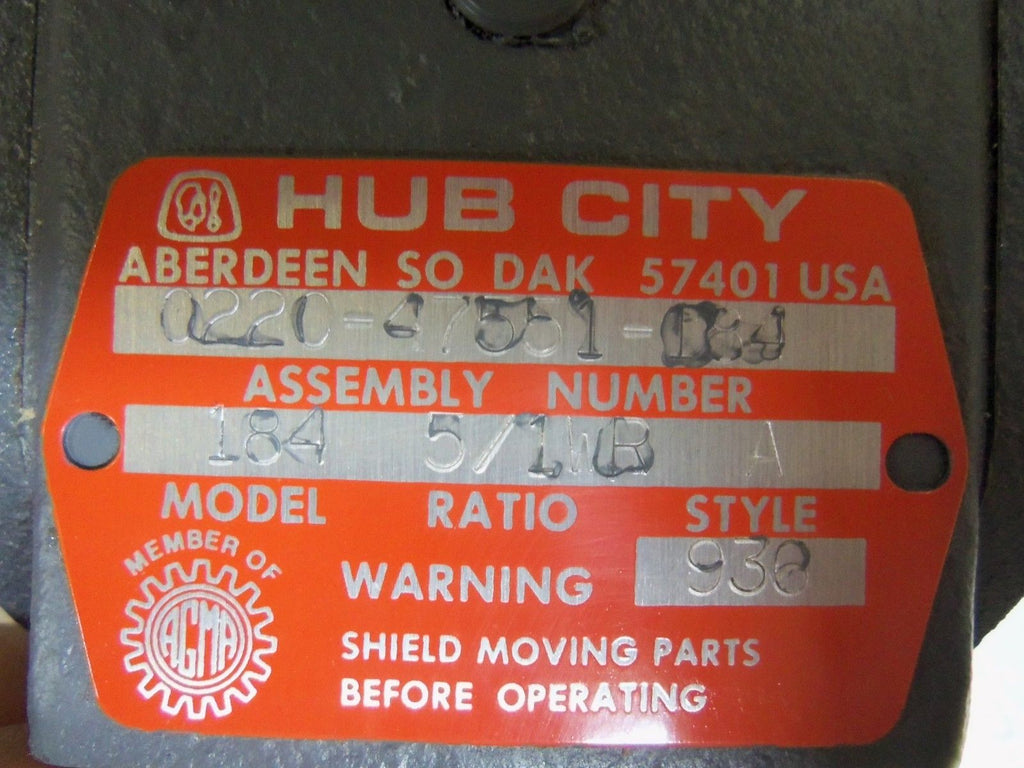 HUB CITY
ABERDEEN SO DAK 57401 USA
0220-47551-184
ASSEMBLY NUMBER
184 5/1WB A
MODEL RATIO STYLE
MEMBER OF
AGMA
936
WARNING
SHIELD MOVING PARTS
BEFORE OPERATING